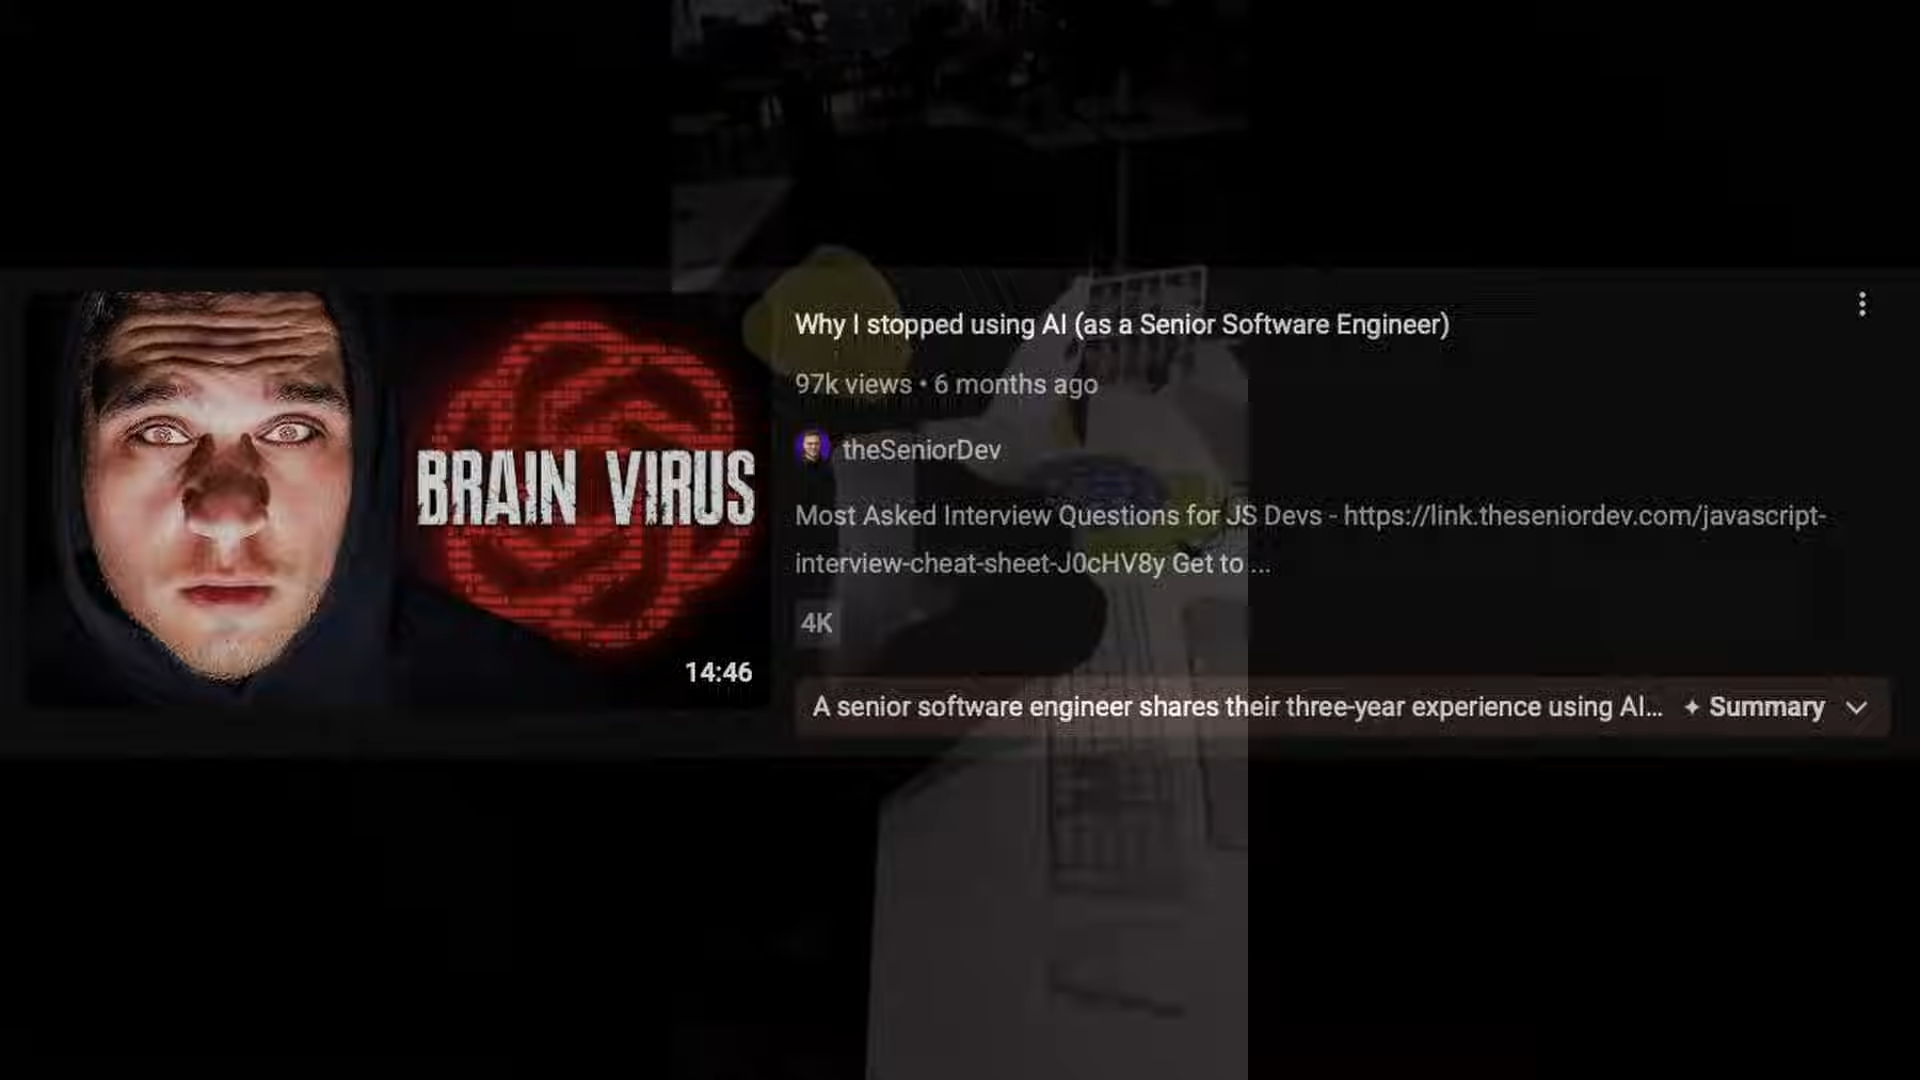 BRAIN VIRUS
14:46
Why I stopped using AI (as a Senior Software Engineer)
97k views • 6 months ago
theSeniorDev
Most Asked Interview Questions for JS Devs - https://link.theseniordev.com/javascript-
interview-cheat-sheet-J0cHV8y Get to ...
4K
A senior software engineer shares their three-year experience using AI... Summary